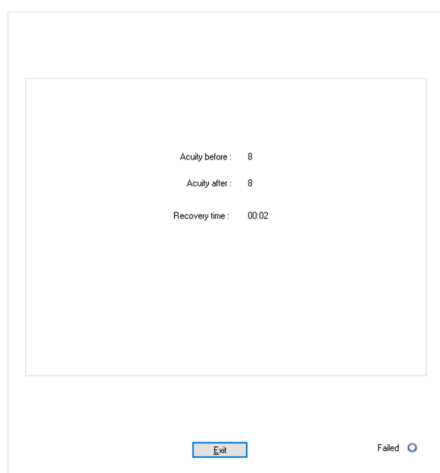 Acuity before : 8
Acuity after : 8
Recovery time : 00:02
Exit
Failed